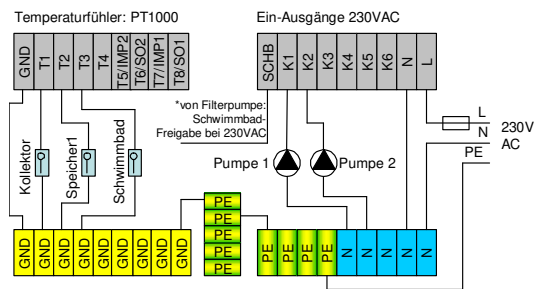 Temperaturfühler: PT1000
Ein-Ausgänge 230VAC
GND
T1
T2
T3
T4
T5/IMP2
T6/SO2
T7/IMP1
T8/SO1
SCHB
K1
K2
K3
K4
K5
K6
N
L
*von Filterpumpe:
Schwimmbad-
Freigabe bei 230VAC
L
N
PE
230V
AC
Kollektor
Speicher1
Schwimmbad
Pumpe 1
Pumpe 2
PE
PE
PE
PE
PE
GND
GND
GND
GND
GND
GND
GND
GND
PE
PE
PE
PE
N
N
N
N
N